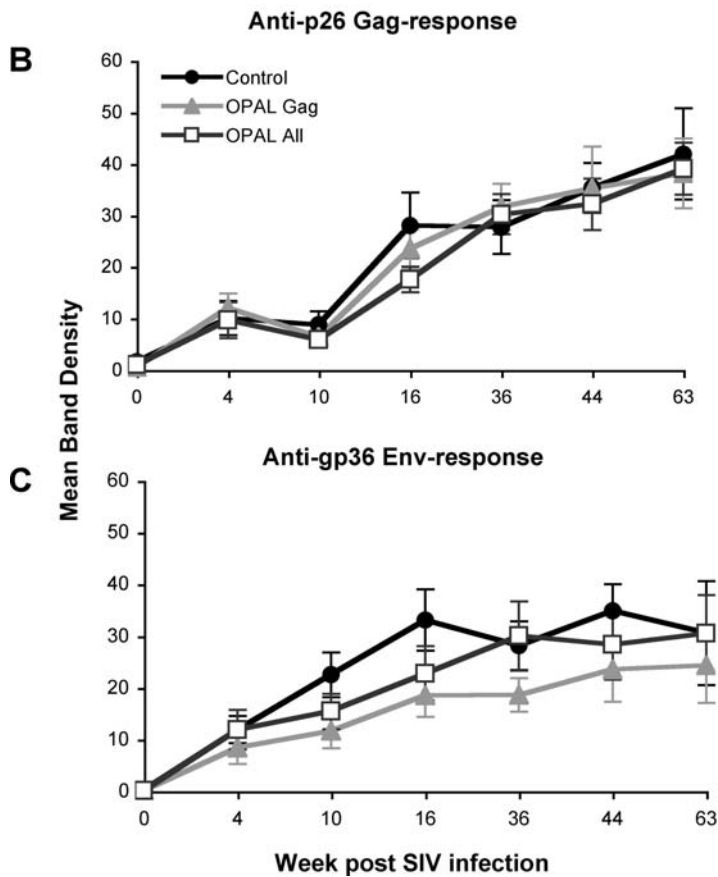 Anti-p26 Gag-response
B
60
50
40
30
20
10
0
Control
OPAL Gag
OPAL All
0 4 10 16 36 44 63
Mean Band Density
Anti-gp36 Env-response
C
60
50
40
30
20
10
0
0 4 10 16 36 44 63
Week post SIV infection